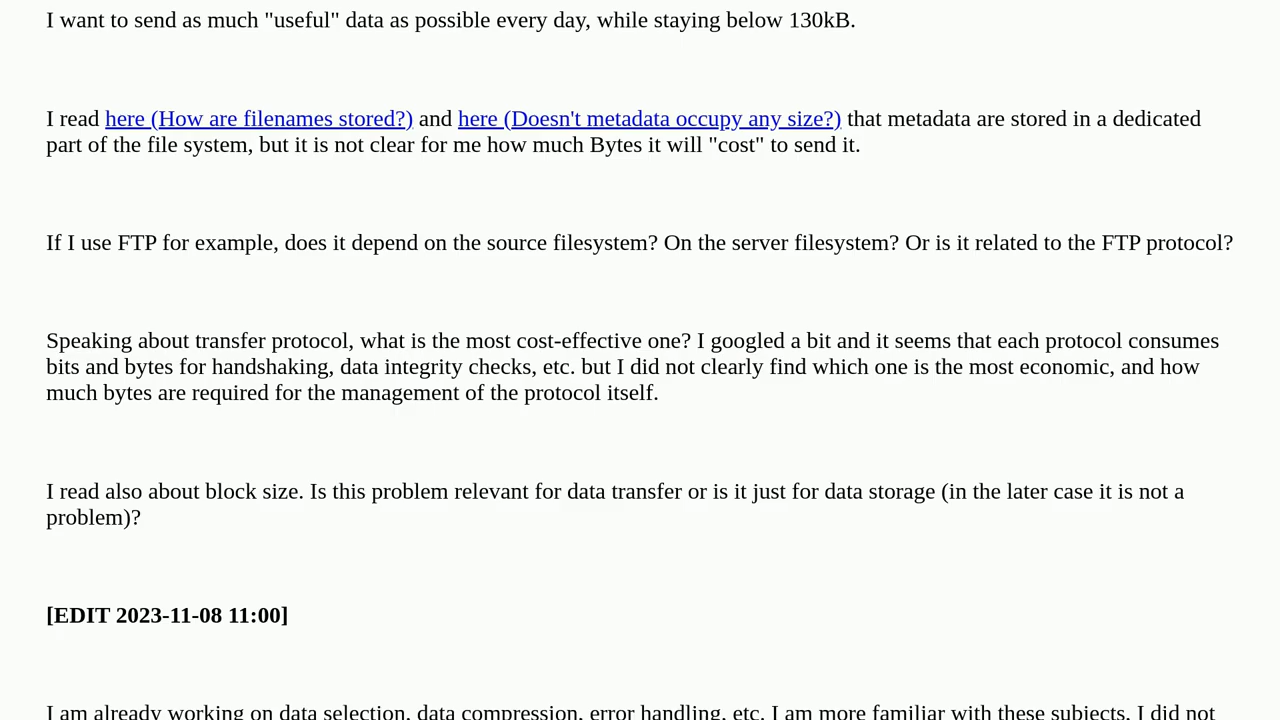 I want to send as much "useful" data as possible every day, while staying below 130kB.
I read here (How are filenames stored?) and here (Doesn't metadata occupy any size?) that metadata are stored in a dedicated
part of the file system, but it is not clear for me how much Bytes it will "cost" to send it.
If I use FTP for example, does it depend on the source filesystem? On the server filesystem? Or is it related to the FTP protocol?
Speaking about transfer protocol, what is the most cost-effective one? I googled a bit and it seems that each protocol consumes
bits and bytes for handshaking, data integrity checks, etc. but I did not clearly find which one is the most economic, and how
much bytes are required for the management of the protocol itself.
I read also about block size. Is this problem relevant for data transfer or is it just for data storage (in the later case it is not a
problem)?
[EDIT 2023-11-08 11:00]
I am already working on data selection, data compression, error handling, etc. I am more familiar with these subjects. I did not